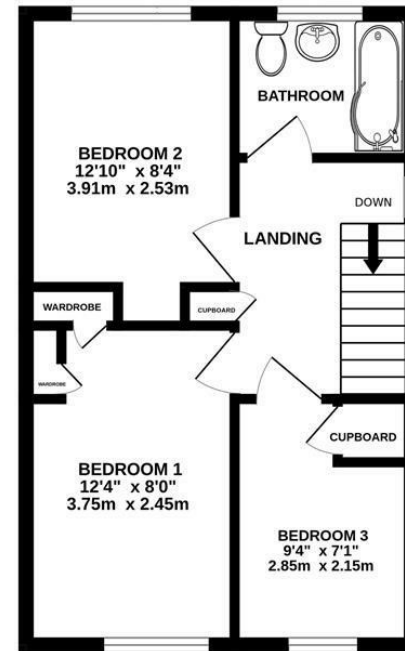 BEDROOM 2
12'10" x 8'4"
3.91m x 2.53m
BATHROOM
DOWN
LANDING
WARDROBE
CUPBOARD
WARDROBE
BEDROOM 1
12'4" x 8'0"
3.75m x 2.45m
CUPBOARD
BEDROOM 3
9'4" x 7'1"
2.85m x 2.15m